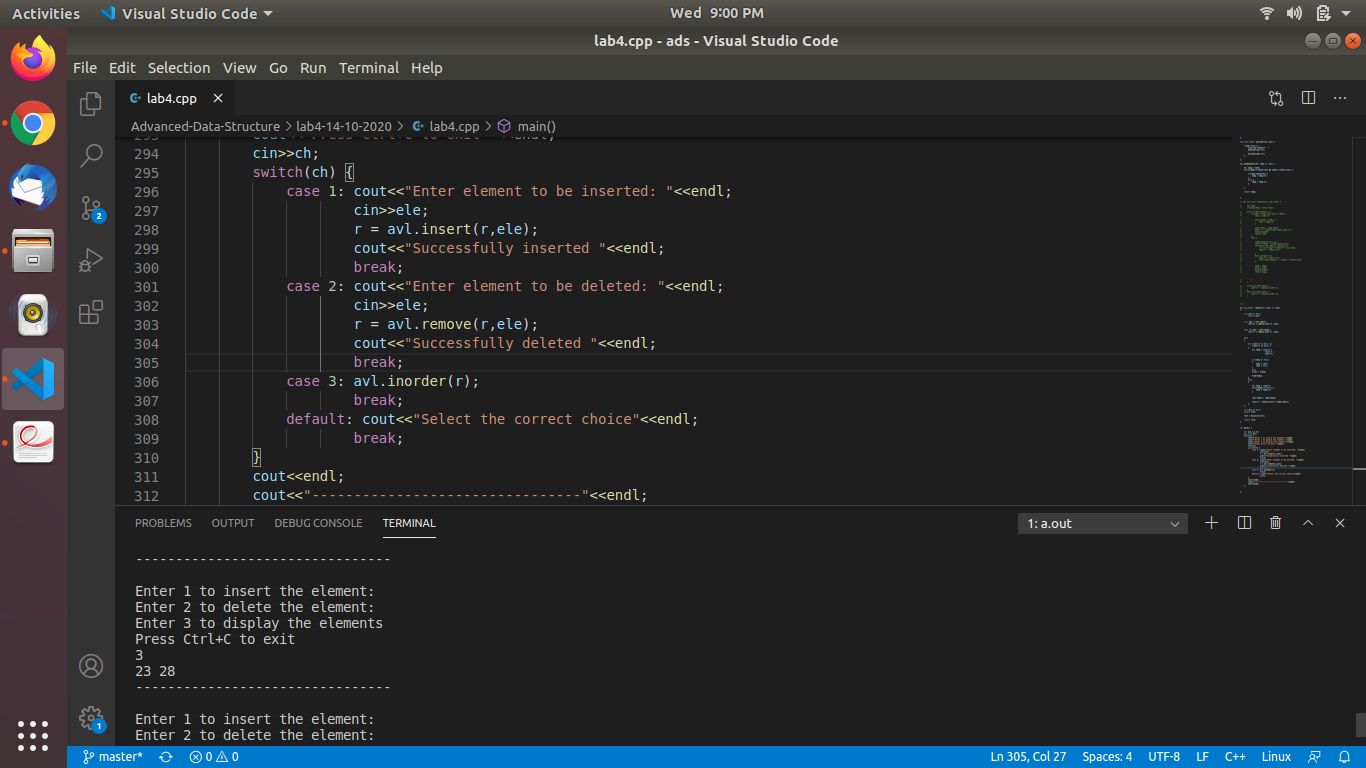 Activities
Visual Studio Code
Wed 9:00 PM
lab4.cpp - ads - Visual Studio Code
File Edit Selection View Go Run Terminal Help
lab4.cpp
Advanced-Data-Structure > lab4-14-10-2020 > lab4.cpp > main()
294 cin>>ch;
295 switch(ch) {
296 case 1: cout<<"Enter element to be inserted: "<<endl;
297 cin>>ele;
298 r = avl.insert(r,ele);
299 cout<<"Successfully inserted "<<endl;
300 break;
301 case 2: cout<<"Enter element to be deleted: "<<endl;
302 cin>>ele;
303 r = avl.remove(r,ele);
304 cout<<"Successfully deleted "<<endl;
305 break;
306 case 3: avl.inorder(r);
307 break;
308 default: cout<<"Select the correct choice"<<endl;
309 break;
310 }
311 cout<<endl;
312 cout<<"--------------------------------"<<endl;
PROBLEMS OUTPUT DEBUG CONSOLE TERMINAL
1: a.out
--------------------------------
Enter 1 to insert the element:
Enter 2 to delete the element:
Enter 3 to display the elements
Press Ctrl+C to exit
3
23 28
--------------------------------
Enter 1 to insert the element:
Enter 2 to delete the element:
2
1
master*
0 0
Ln 305, Col 27
Spaces: 4
UTF-8
LF
C++
Linux